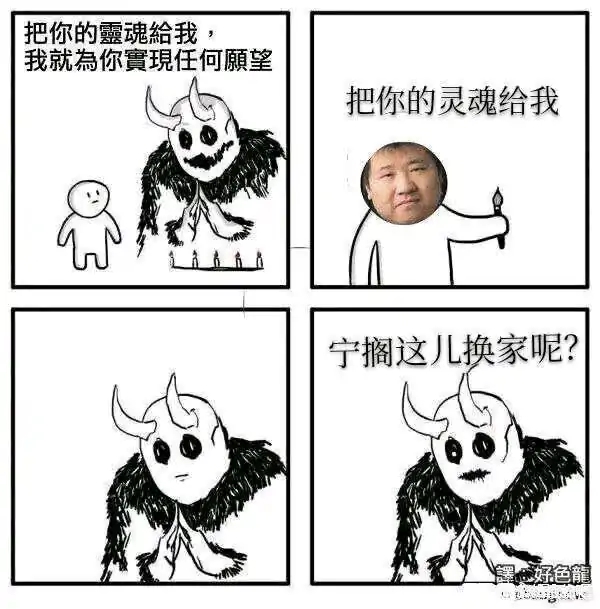 把你的靈魂給我，
我就為你實現任何願望
把你的灵魂给我
宁搁这儿换家呢？
譯：好色龍